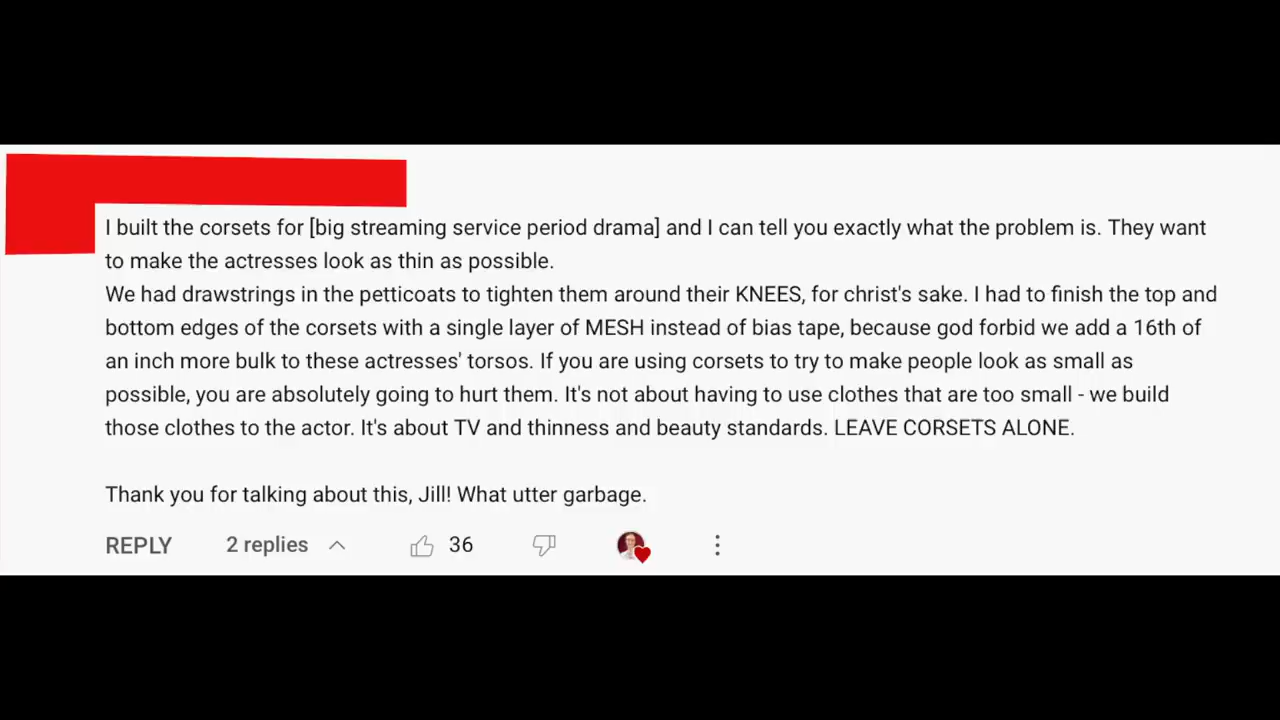 I built the corsets for [big streaming service period drama] and I can tell you exactly what the problem is. They want
to make the actresses look as thin as possible.
We had drawstrings in the petticoats to tighten them around their KNEES, for christ's sake. I had to finish the top and
bottom edges of the corsets with a single layer of MESH instead of bias tape, because god forbid we add a 16th of
an inch more bulk to these actresses' torsos. If you are using corsets to try to make people look as small as
possible, you are absolutely going to hurt them. It's not about having to use clothes that are too small - we build
those clothes to the actor. It's about TV and thinness and beauty standards. LEAVE CORSETS ALONE.
Thank you for talking about this, Jill! What utter garbage.
REPLY 2 replies 36